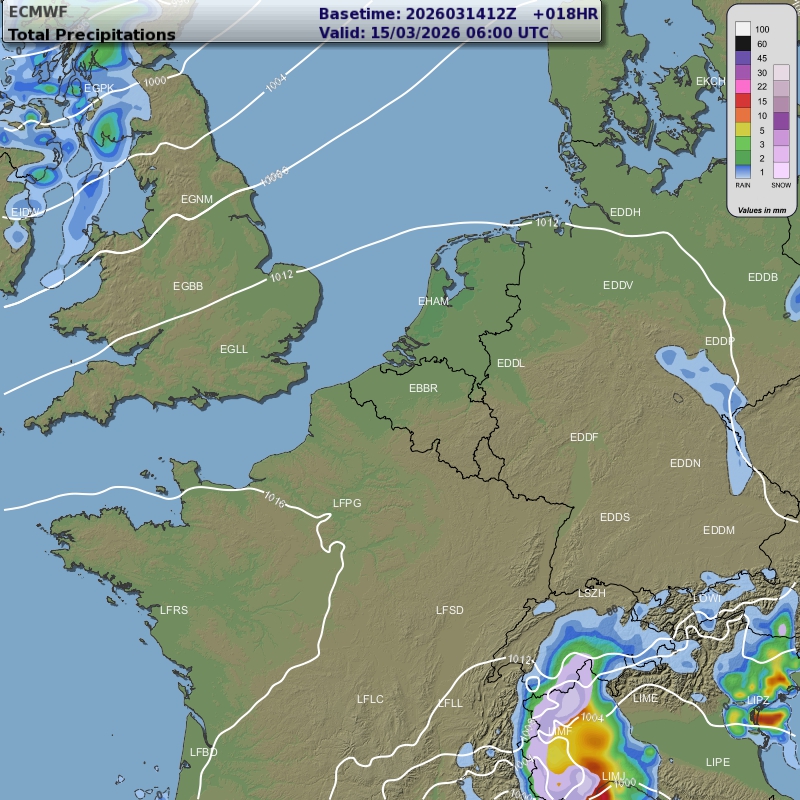 ECMWF
Basetime: 2026031412Z +018HR
Total Precipitations
Valid: 15/03/2026 06:00 UTC
100
60
45
30
22
15
10
5
3
2
1
RAIN SNOW
Values in mm
EGPK
1000
1004
EKCH
EGNM
EIDW
EDDH
1012
1012
EGBB
EDDV
EDDB
EHAM
EGLL
EDDP
EDDL
EBBR
EDDF
EDDN
1016
LFPG
EDDS
EDDM
LSZH
LOWI
LFRS
LFSD
1012
LFLC
LFLL
LIME
LIPZ
1004
LIMF
LFBD
LIPE
LIMJ
1000